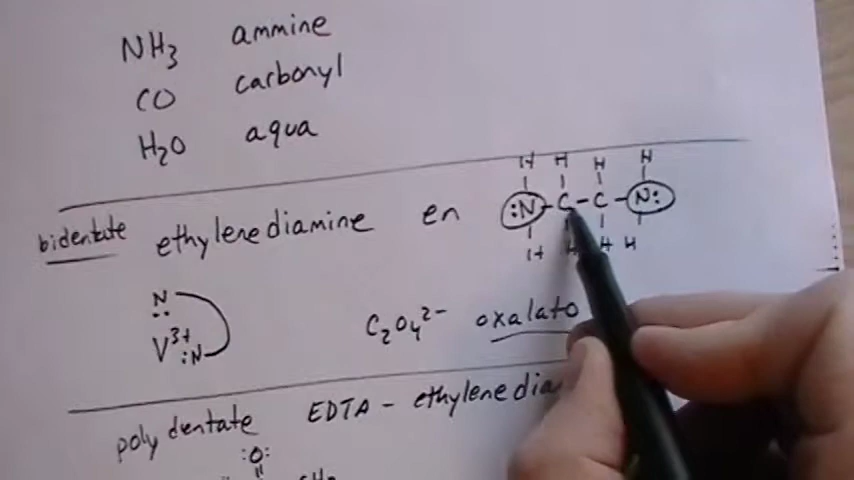 NH3 ammine
CO carbonyl
H2O aqua
H H H H
bidentate ethylenediamine en :N-C-C-N:
H H H H
N
:
V3+ :N
C2O4 2- oxalato
polydentate EDTA - ethylenedia
:O: